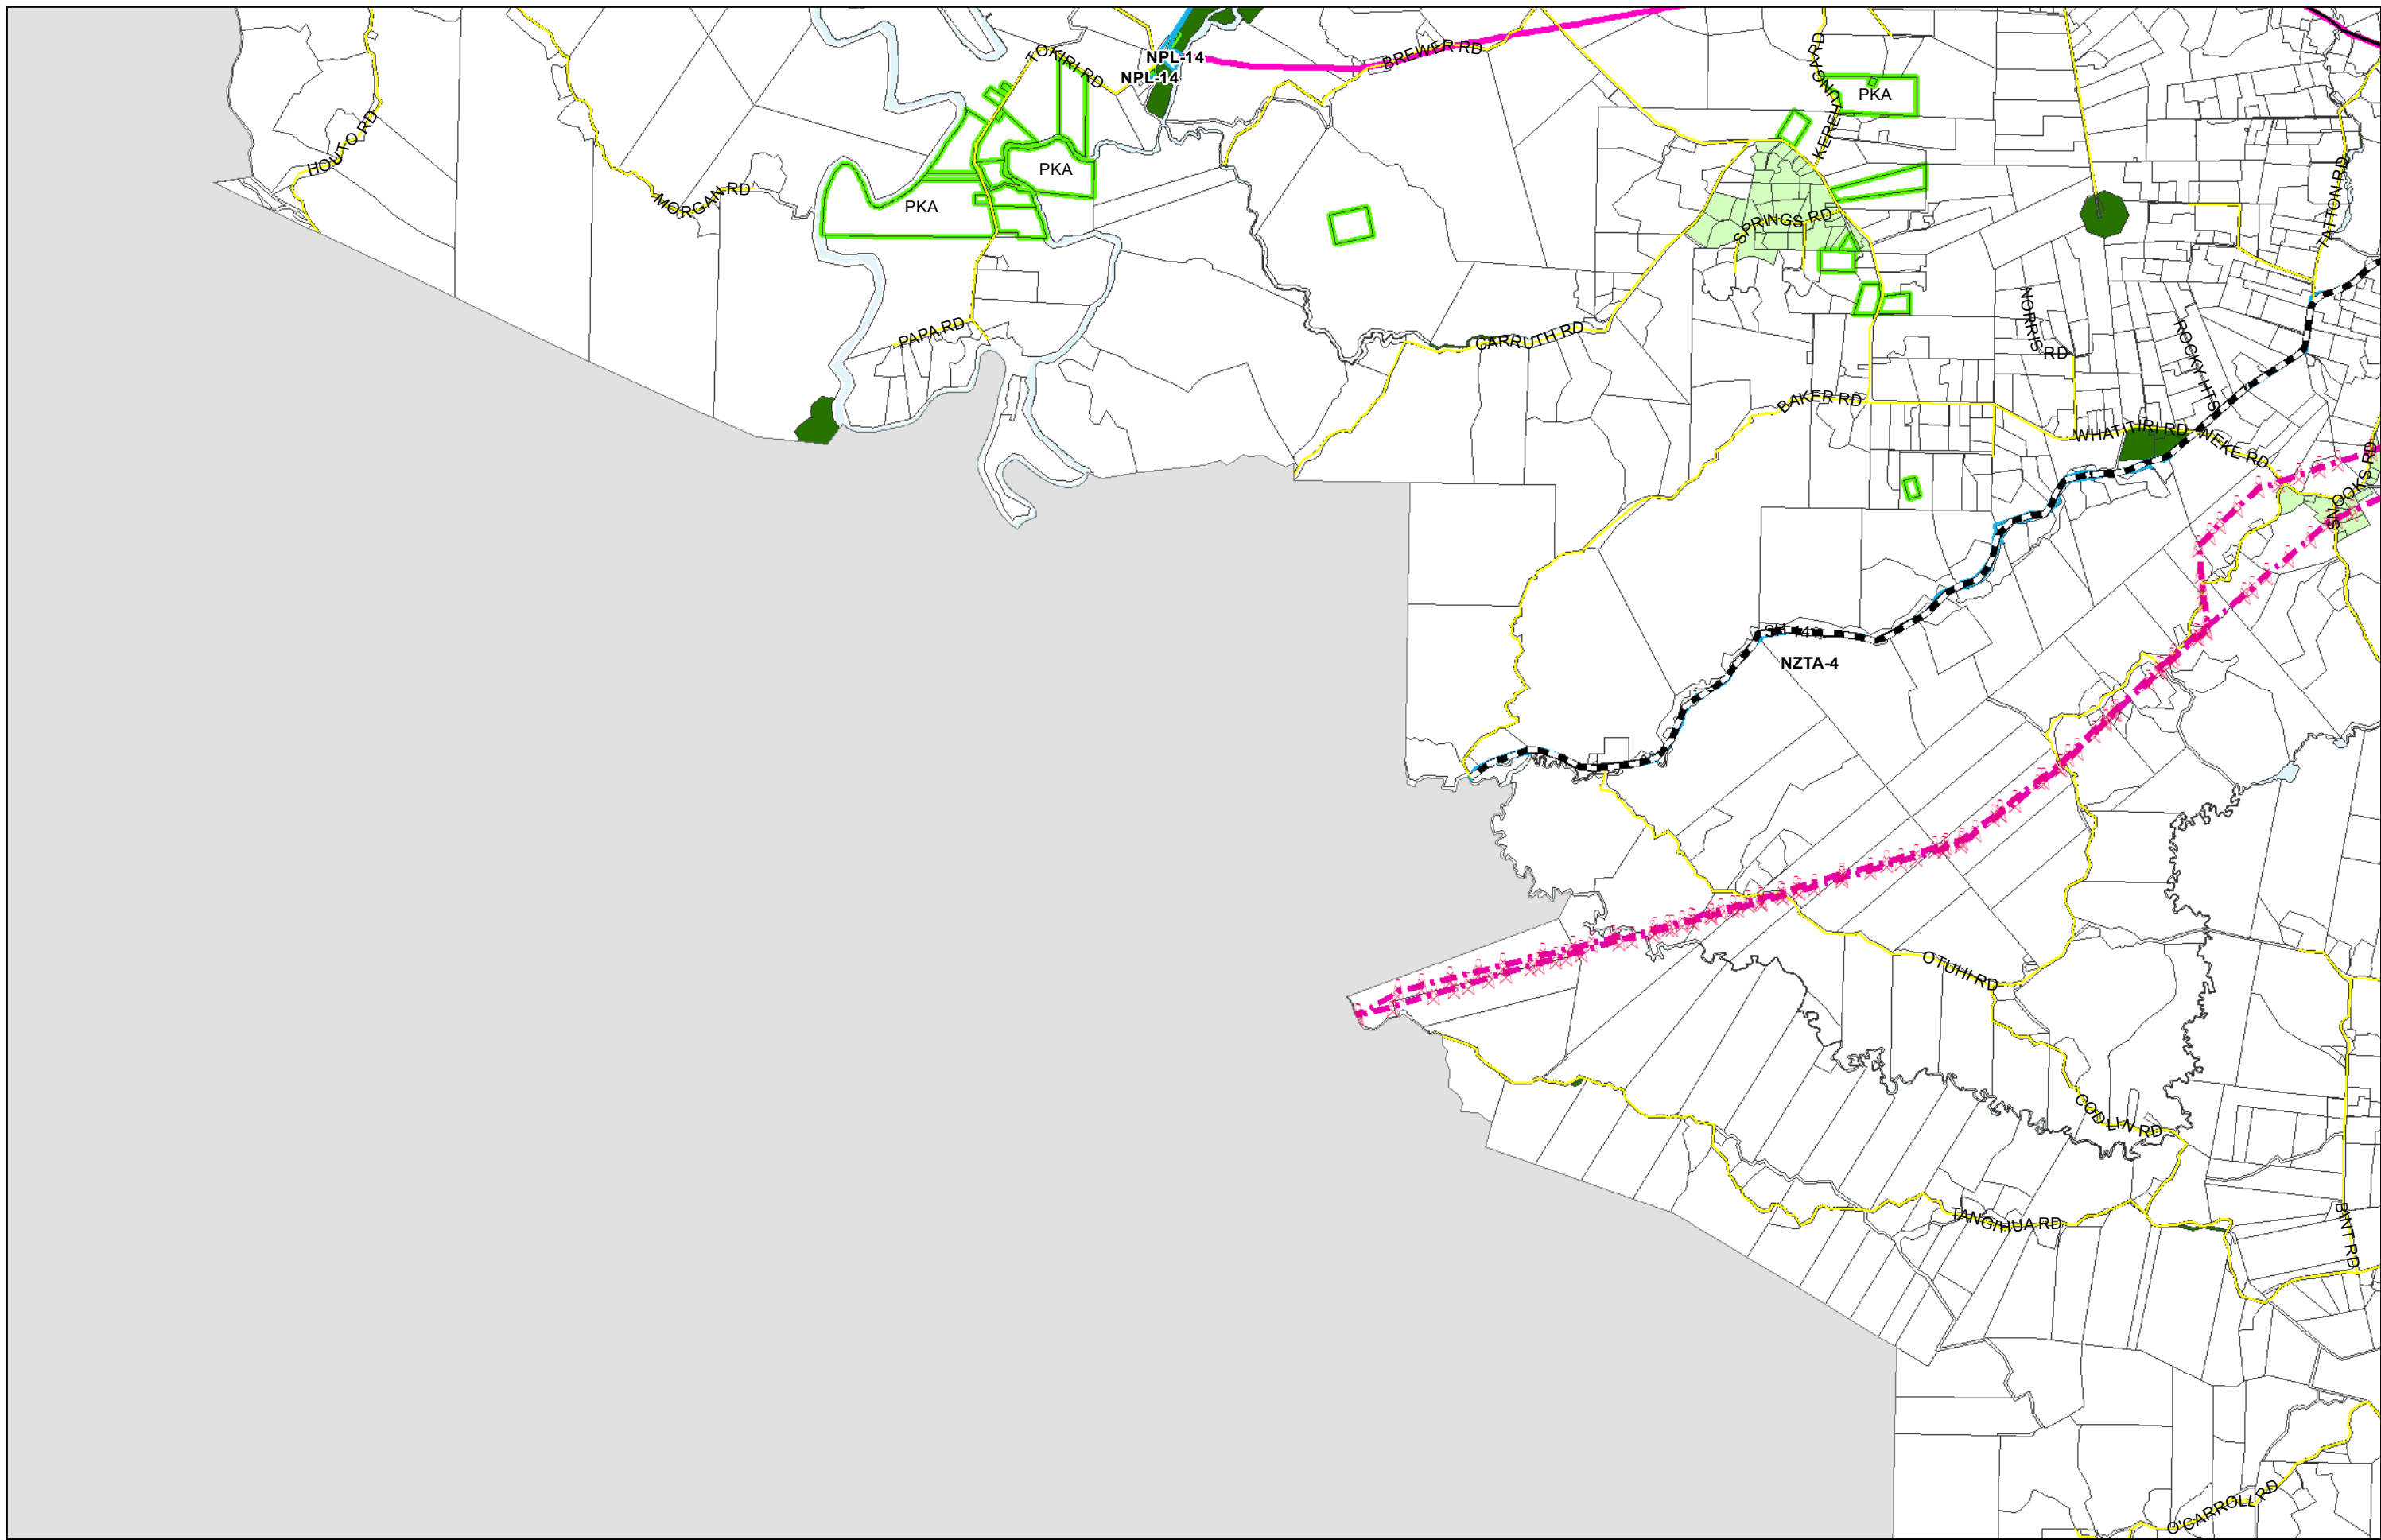 TOKIRI RD
NPL-14
NPL-14
BREWER RD
KEREHUNGA RD
PKA
HOUTO RD
MORGAN RD
PKA
PKA
SPRINGS RD
TATTON RD
PAPA RD
CARRUTH RD
NORRIS RD
ROCKY HTS
BAKER RD
WHATITIRI RD
WEKE RD
SNOOKS RD
SH 14
NZTA-4
OTUHI RD
CODLIN RD
TANGIHUA RD
BINT RD
O'CARROLL RD